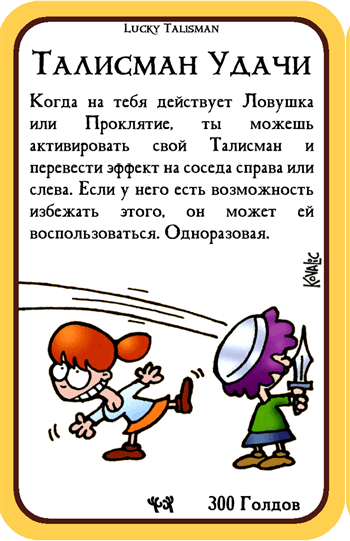 Lucky Talisman
Талисман Удачи
Когда на тебя действует Ловушка
или Проклятие, ты можешь
активировать свой Талисман и
перевести эффект на соседа справа или
слева. Если у него есть возможность
избежать этого, он может ей
воспользоваться. Одноразовая.
Kovalic
300 Голдов